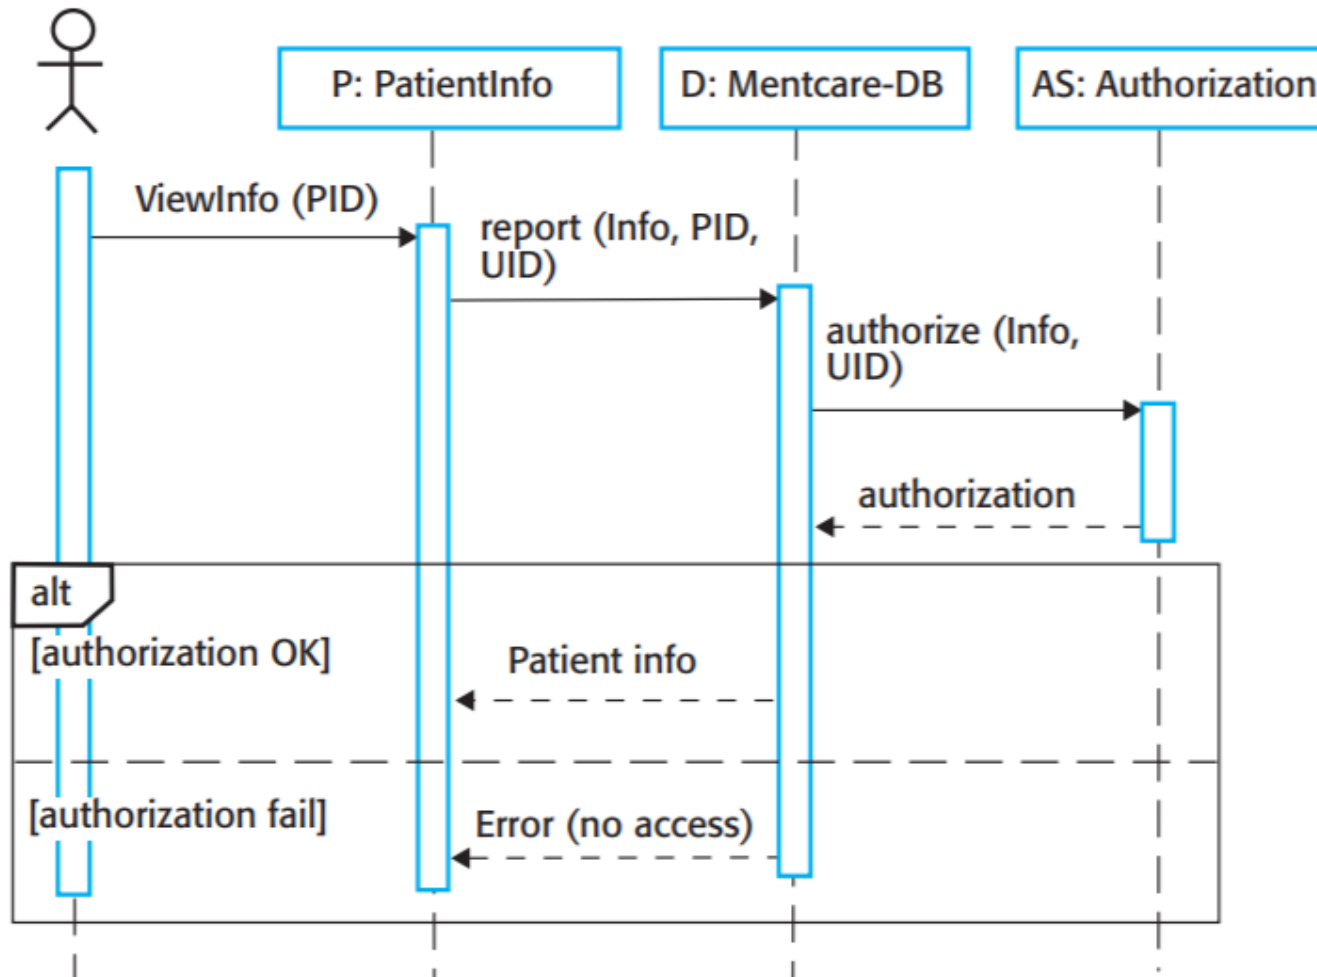 P: PatientInfo
D: Mentcare-DB
AS: Authorization
ViewInfo (PID)
report (Info, PID,
UID)
authorize (Info,
UID)
authorization
alt
[authorization OK]
Patient info
[authorization fail]
Error (no access)